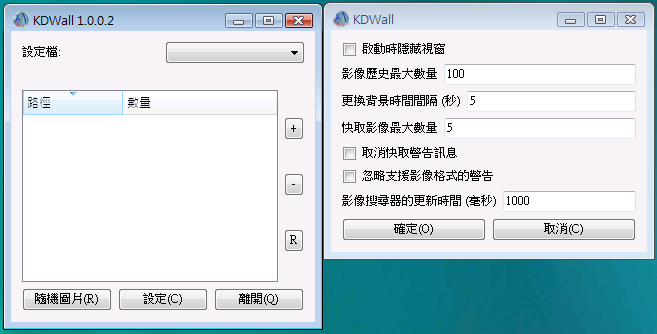 KDWall 1.0.0.2
設定檔:
路徑 數量
+
-
R
隨機圖片(R) 設定(C) 離開(Q)
KDWall
啟動時隱藏視窗
影像歷史最大數量 100
更換背景時間間隔 (秒) 5
快取影像最大數量 5
取消快取警告訊息
忽略支援影像格式的警告
影像搜尋器的更新時間 (毫秒) 1000
確定(O) 取消(C)